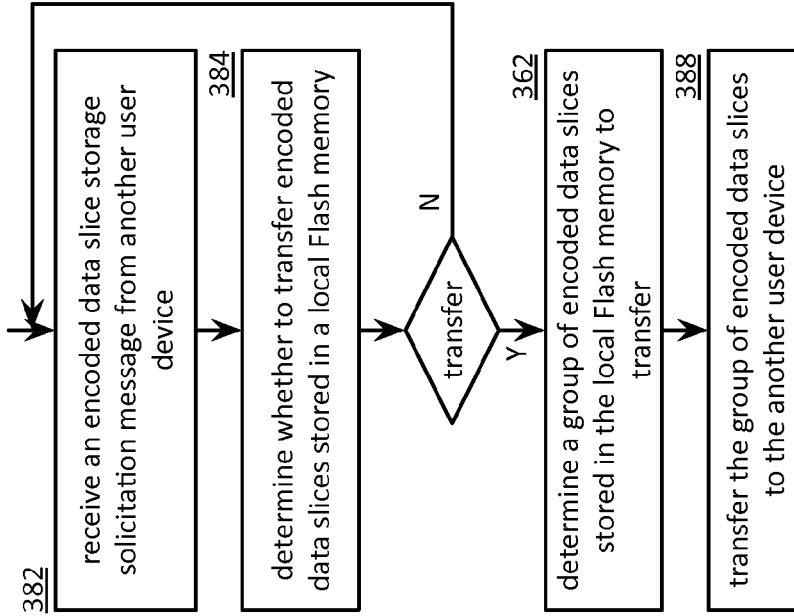 382
receive an encoded data slice storage
solicitation message from another user
device
384
determine whether to transfer encoded
data slices stored in a local Flash memory
transfer
N
Y
362
determine a group of encoded data slices
stored in the local Flash memory to
transfer
388
transfer the group of encoded data slices
to the another user device